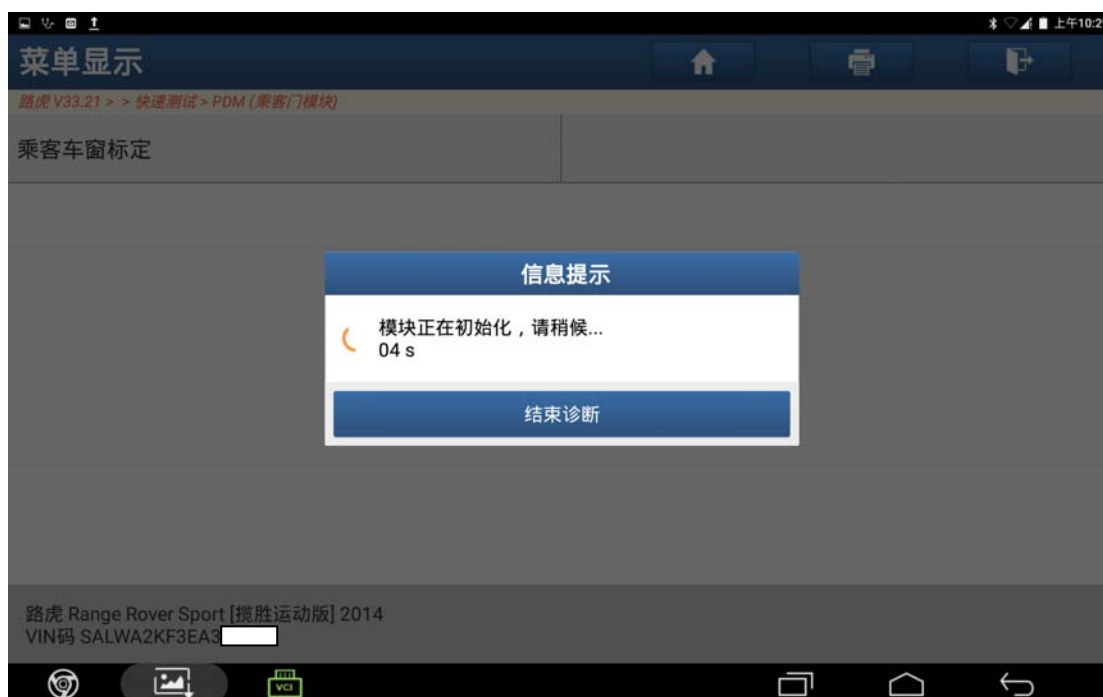 上午10:2
菜单显示
路虎 V33.21 > > 快速测试 > PDM (乘客门模块)
乘客车窗标定
信息提示
模块正在初始化，请稍候...
04 s
结束诊断
路虎 Range Rover Sport [揽胜运动版] 2014
VIN码 SALWA2KF3EA3
VCI